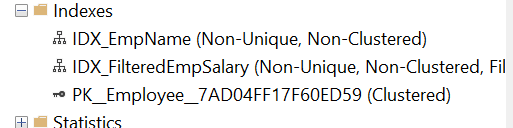 Indexes
IDX_EmpName (Non-Unique, Non-Clustered)
IDX_FilteredEmpSalary (Non-Unique, Non-Clustered, Fil
PK__Employee__7AD04FF17F60ED59 (Clustered)
Statistics